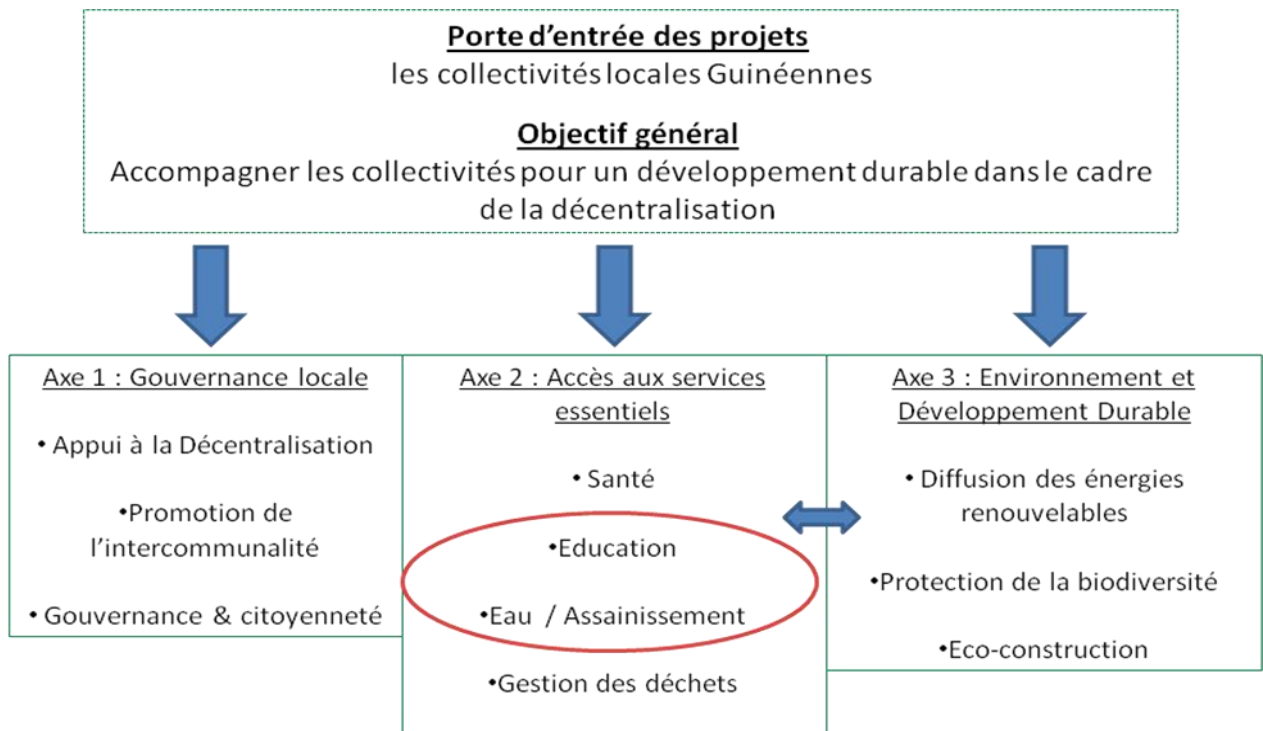 Porte d'entrée des projets
les collectivités locales Guinéennes
Objectif général
Accompagner les collectivités pour un développement durable dans le cadre
de la décentralisation
Axe 1 : Gouvernance locale
• Appui à la Décentralisation
•Promotion de
l'intercommunalité
• Gouvernance & citoyenneté
Axe 2 : Accès aux services
essentiels
• Santé
•Education
•Eau / Assainissement
•Gestion des déchets
Axe 3 : Environnement et
Développement Durable
• Diffusion des énergies
renouvelables
•Protection de la biodiversité
•Eco-construction